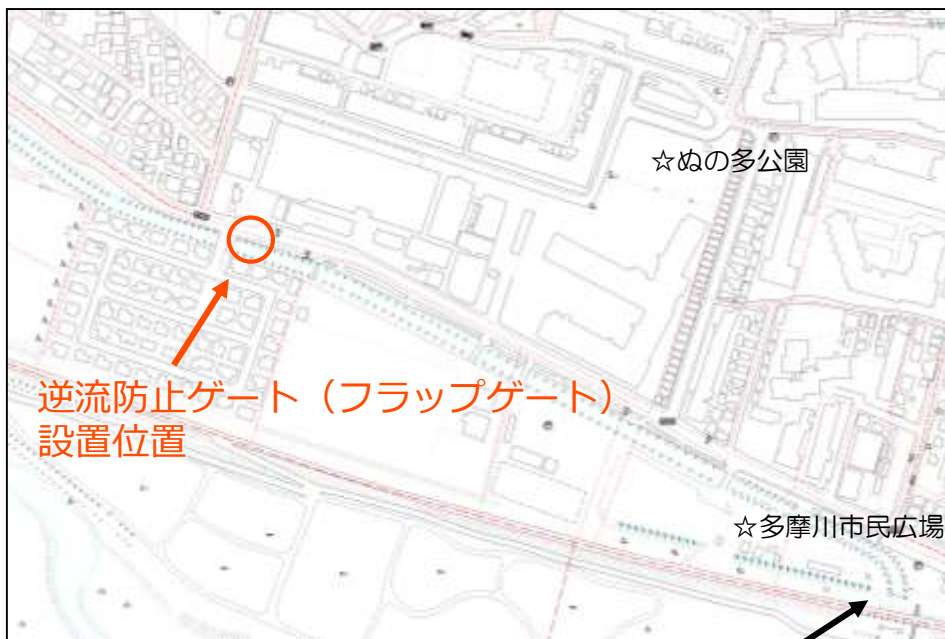 ☆ぬの多公園
逆流防止ゲート（フラップゲート）
設置位置
☆多摩川市民広場